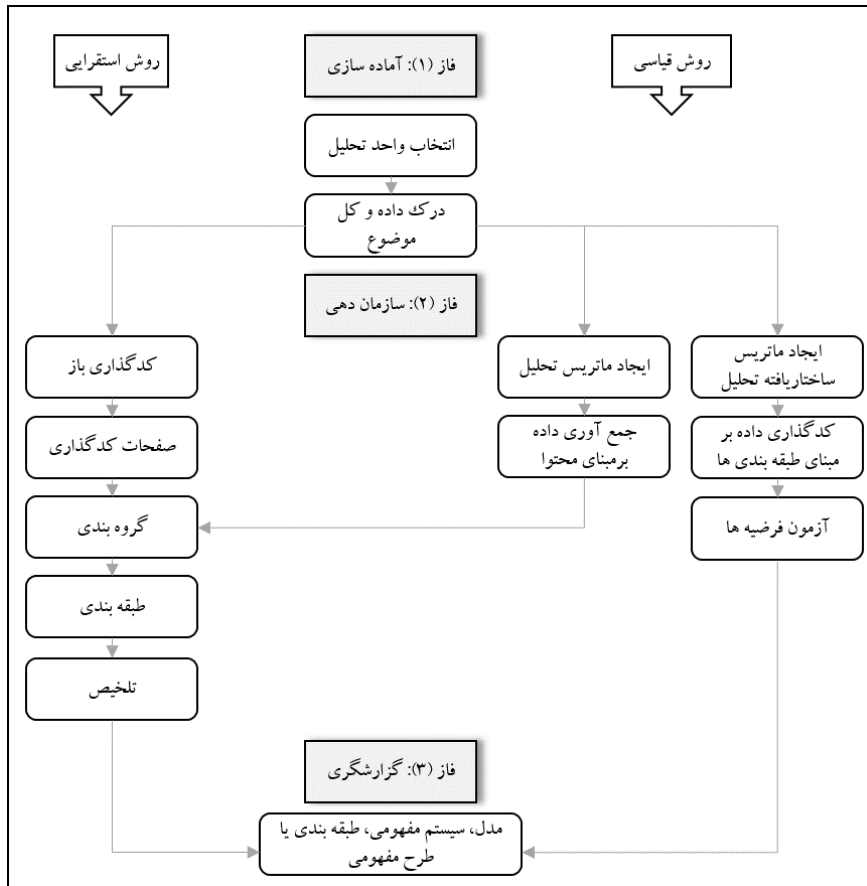 روش قیاسی
فاز (۱): آماده سازی
روش استقرایی
انتخاب واحد تحلیل
درک داده و کل
موضوع
فاز (۲): سازمان دهی
ایجاد ماتریس
ساختاریافته تحلیل
ایجاد ماتریس تحلیل
کدگذاری باز
کدگذاری داده بر
مبنای طبقه بندی ها
جمع آوری داده
برمبنای محتوا
صفحات کدگذاری
آزمون فرضیه ها
گروه بندی
طبقه بندی
تلخیص
فاز (۳): گزارشگری
مدل، سیستم مفهومی، طبقه بندی یا
طرح مفهومی